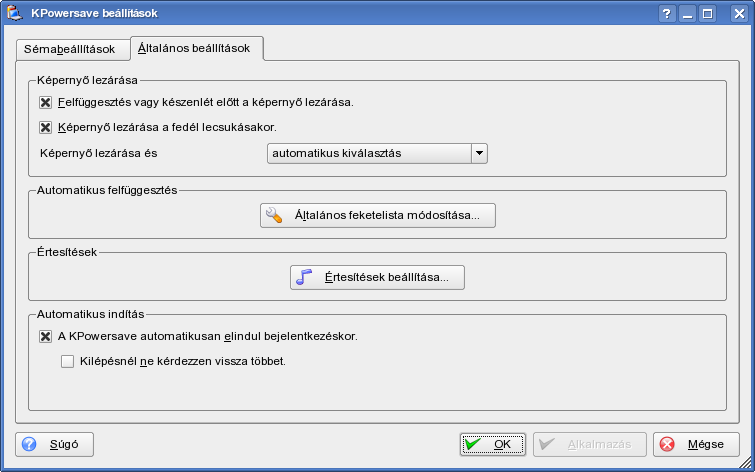 KPowersave beállítások
Sémabeállítások Általános beállítások
Képernyő lezárása
Felfüggesztés vagy készenlét előtt a képernyő lezárása.
Képernyő lezárása a fedél lecsukásakor.
Képernyő lezárása és automatikus kiválasztás
Automatikus felfüggesztés
Általános feketelista módosítása...
Értesítések
Értesítések beállítása...
Automatikus indítás
A KPowersave automatikusan elindul bejelentkezéskor.
Kilépésnél ne kérdezzen vissza többet.
Súgó OK Alkalmazás Mégse